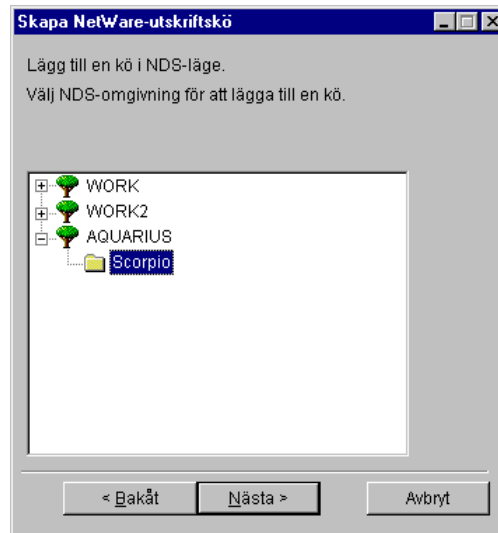 Skapa NetWare-utskriftskö
Lägg till en kö i NDS-läge.
Välj NDS-omgivning för att lägga till en kö.
WORK
WORK2
AQUARIUS
Scorpio
< Bakåt
Nästa >
Avbryt